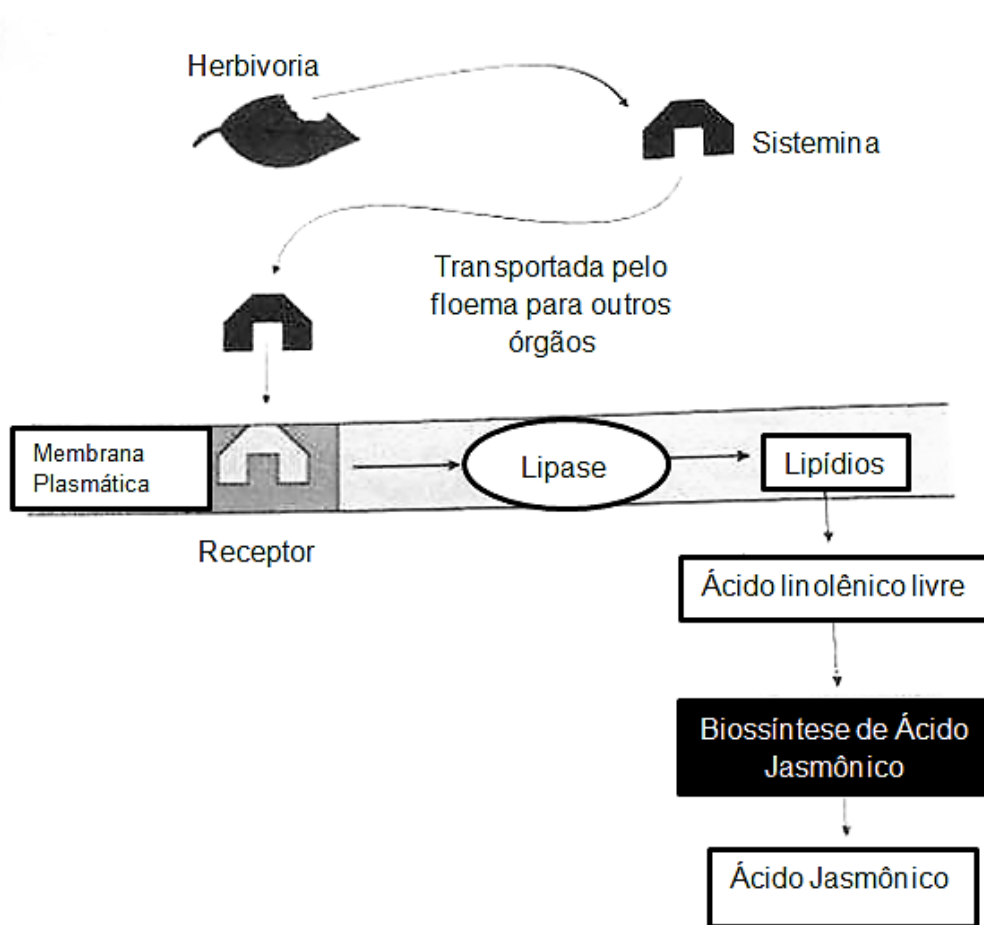 Herbivoria
Sistemina
Transportada pelo
floema para outros
órgãos
Membrana
Plasmática
Lipase
Lipídios
Receptor
Ácido linolênico livre
Biossíntese de Ácido
Jasmônico
Ácido Jasmônico